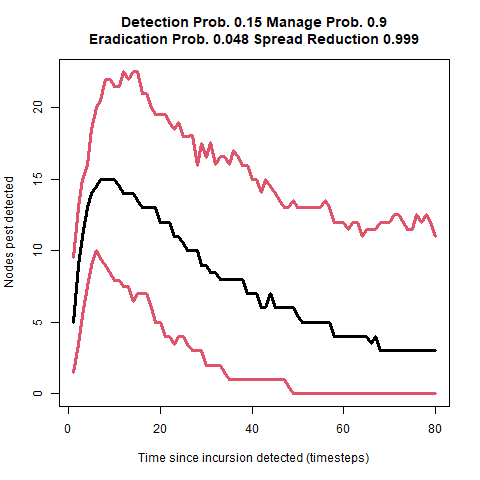 Detection Prob. 0.15 Manage Prob. 0.9
Eradication Prob. 0.048 Spread Reduction 0.999
Nodes pest detected
20
15
10
5
0
0 20 40 60 80
Time since incursion detected (timesteps)